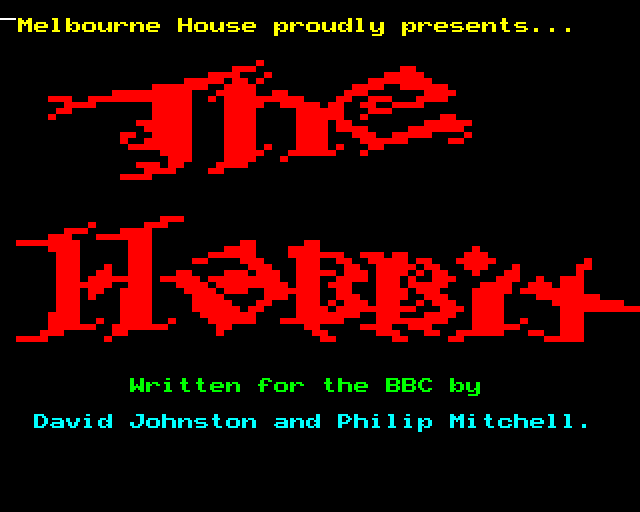 Melbourne House proudly presents...
The
Hobbit
Written for the BBC by
David Johnston and Philip Mitchell.